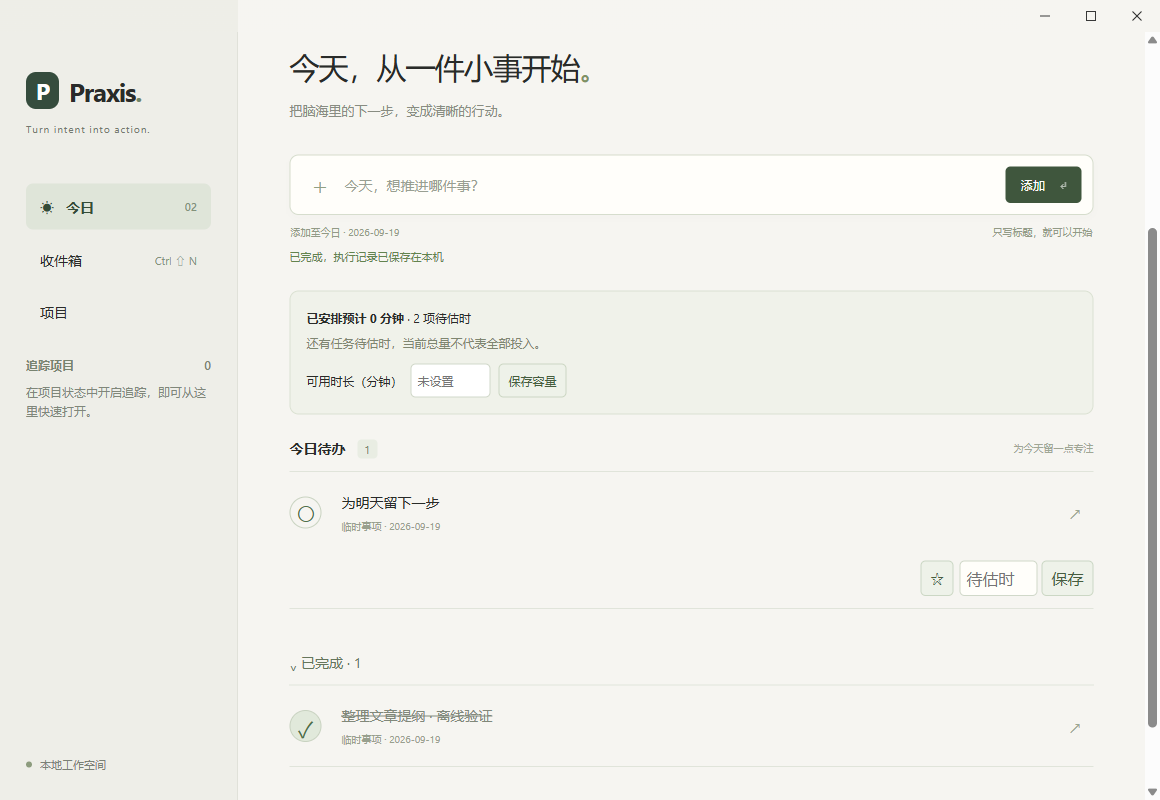 P Praxis.
Turn intent into action.
今日 02
收件箱 Ctrl ⇧ N
项目
追踪项目 0
在项目状态中开启追踪，即可从这
里快速打开。
本地工作空间
今天，从一件小事开始。
把脑海里的下一步，变成清晰的行动。
+ 今天，想推进哪件事？ 添加 ↵
添加至今日 · 2026-09-19 只写标题，就可以开始
已完成，执行记录已保存在本机
已安排预计 0 分钟 · 2 项待估时
还有任务待估时，当前总量不代表全部投入。
可用时长（分钟） 未设置 保存容量
今日待办 1 为今天留一点专注
为明天留下一步
临时事项 · 2026-09-19
☆ 待估时 保存
已完成 · 1
整理文章提纲 · 离线验证
临时事项 · 2026-09-19